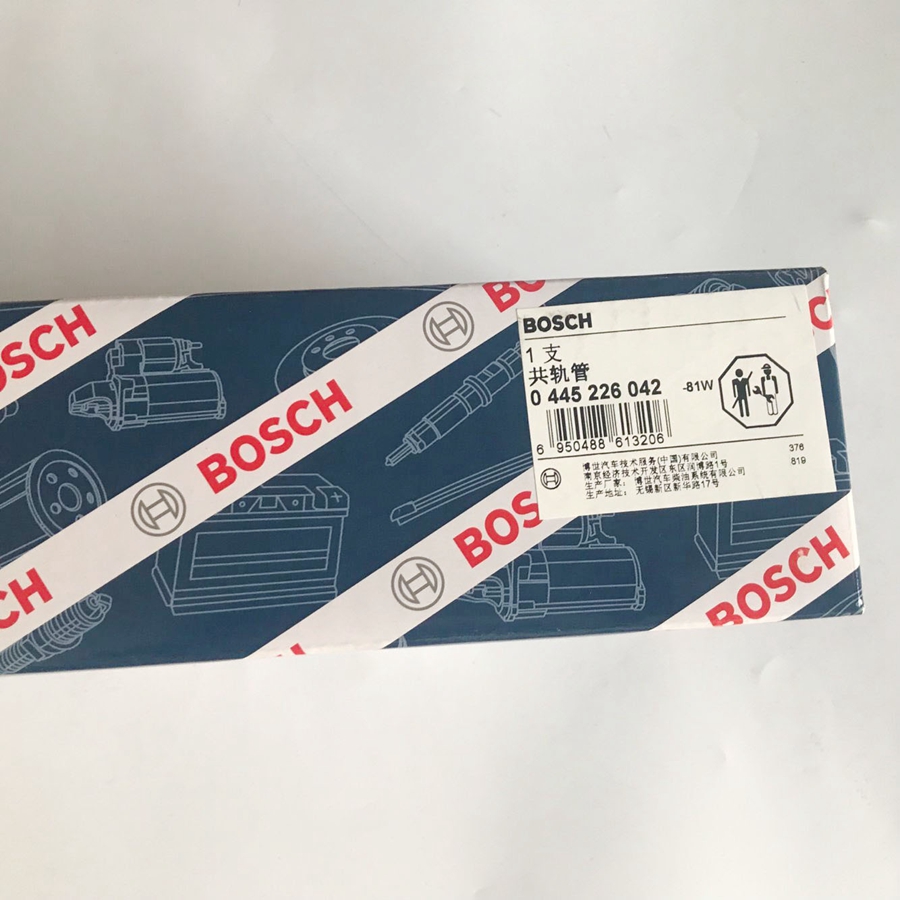 BOSCH
BOSCH
BOSCH
BOSCH
BOSCH
BOSCH
1 支
共轨管
0 445 226 042 -81W
6 950488 613206
博世汽车技术服务(中国)有限公司 376
南京经济技术开发区东区润博路1号 819
生产厂家: 博世汽车柴油系统有限公司
生产地址: 无锡新区新华路17号
BOSCH
BOSCH